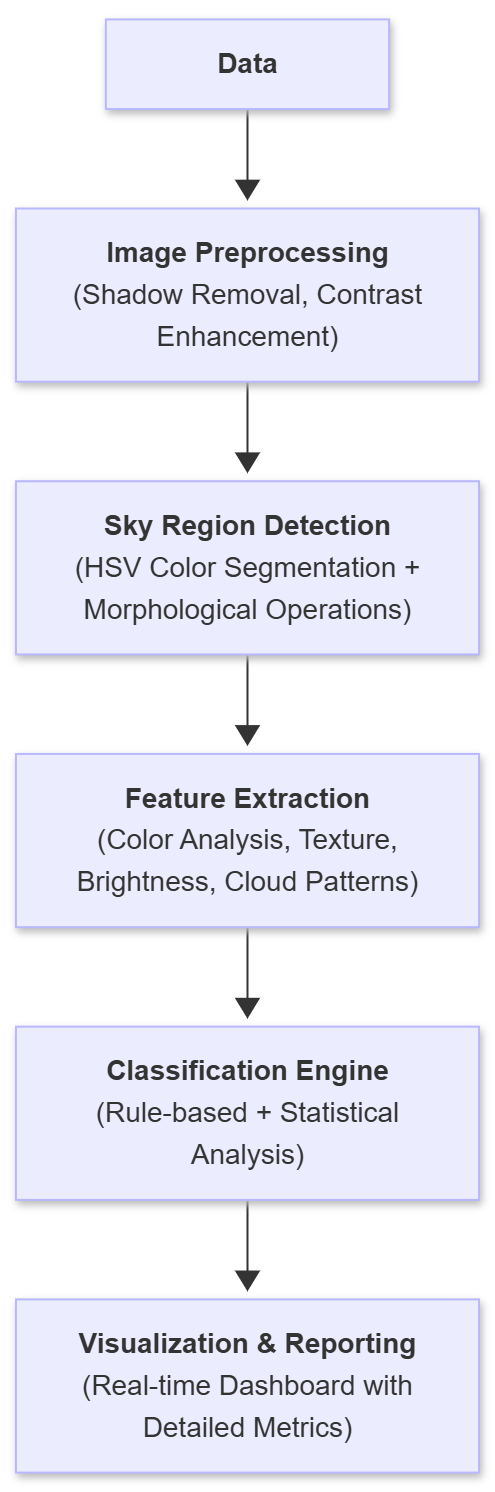 Data
Image Preprocessing
(Shadow Removal, Contrast
Enhancement)
Sky Region Detection
(HSV Color Segmentation +
Morphological Operations)
Feature Extraction
(Color Analysis, Texture,
Brightness, Cloud Patterns)
Classification Engine
(Rule-based + Statistical
Analysis)
Visualization & Reporting
(Real-time Dashboard with
Detailed Metrics)